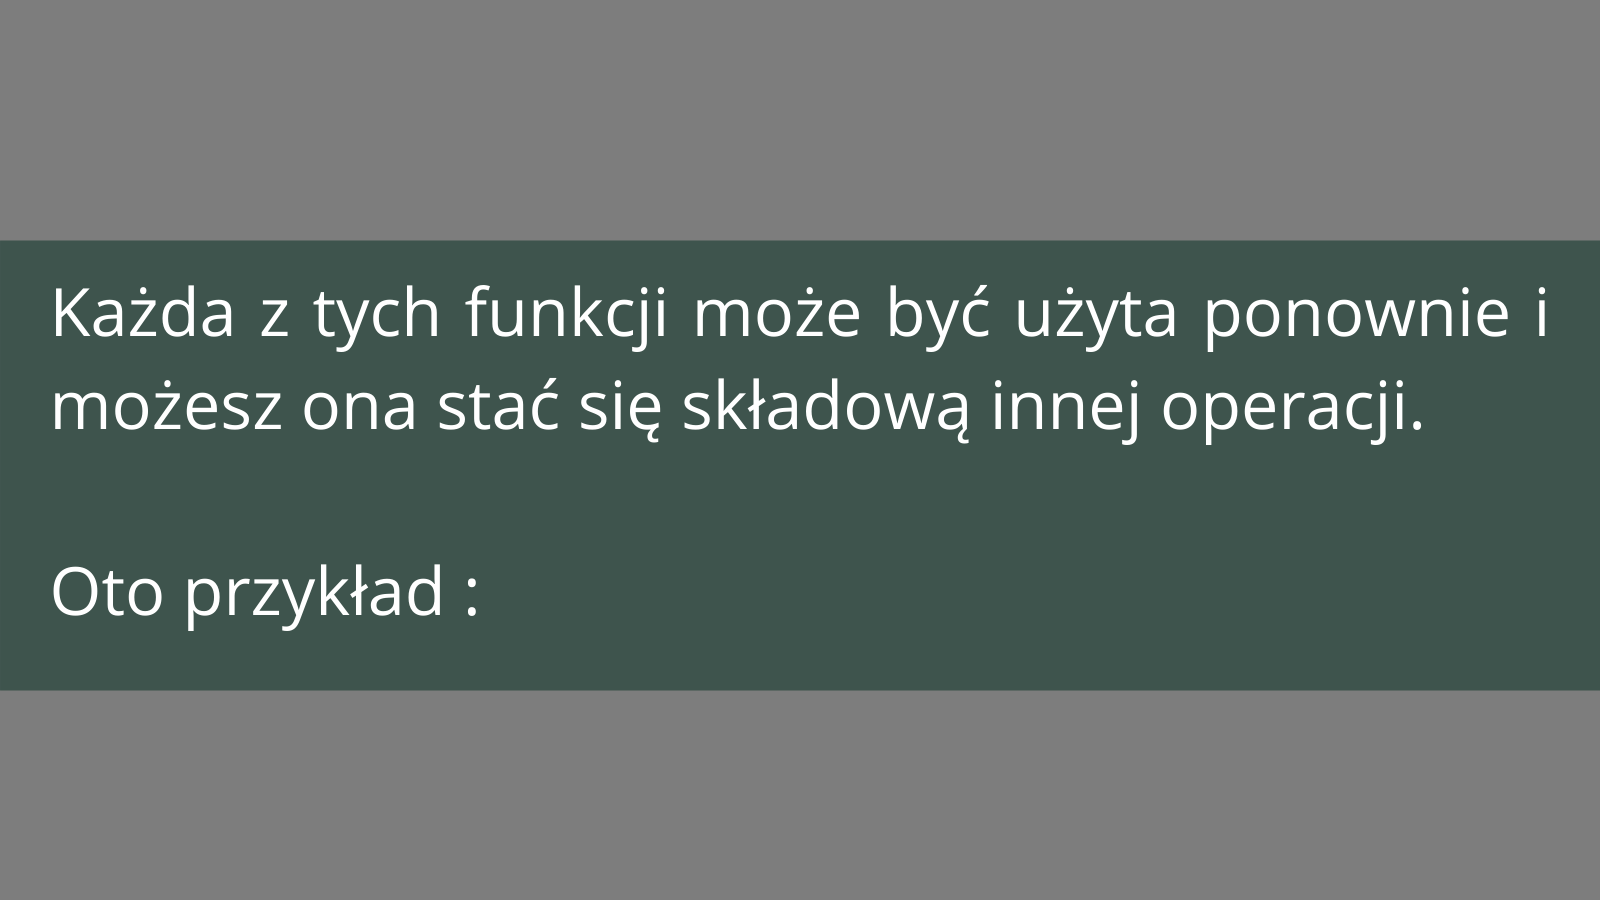 Każda z tych funkcji może być użyta ponownie i
możesz ona stać się składową innej operacji.
Oto przykład :